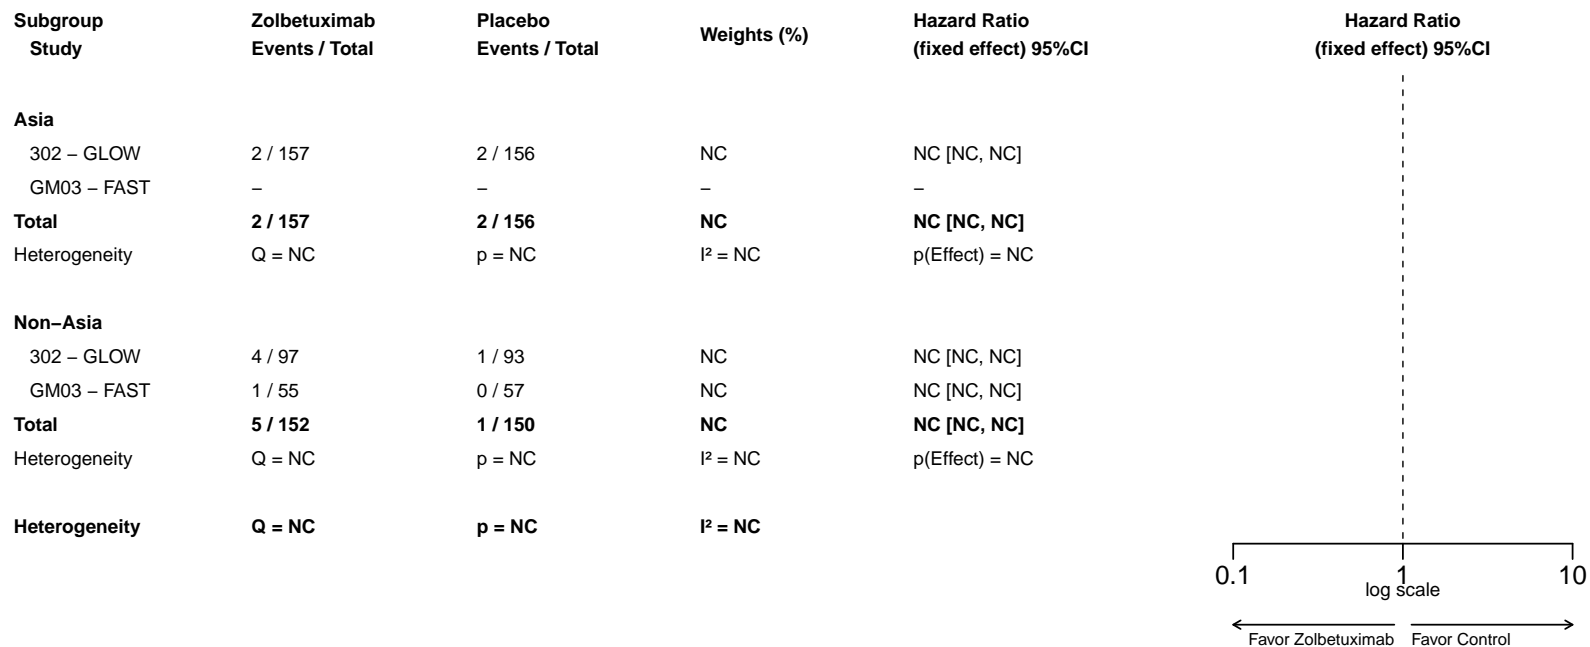 Subgroup Zolbetuximab Placebo Weights (%) Hazard Ratio Hazard Ratio
Study Events / Total Events / Total (fixed effect) 95%CI (fixed effect) 95%CI
Asia
302 – GLOW 2 / 157 2 / 156 NC NC [NC, NC]
GM03 – FAST – – – –
Total 2 / 157 2 / 156 NC NC [NC, NC]
Heterogeneity Q = NC p = NC I² = NC p(Effect) = NC
Non–Asia
302 – GLOW 4 / 97 1 / 93 NC NC [NC, NC]
GM03 – FAST 1 / 55 0 / 57 NC NC [NC, NC]
Total 5 / 152 1 / 150 NC NC [NC, NC]
Heterogeneity Q = NC p = NC I² = NC p(Effect) = NC
Heterogeneity Q = NC p = NC I² = NC
0.1 1 10
log scale
Favor Zolbetuximab Favor Control